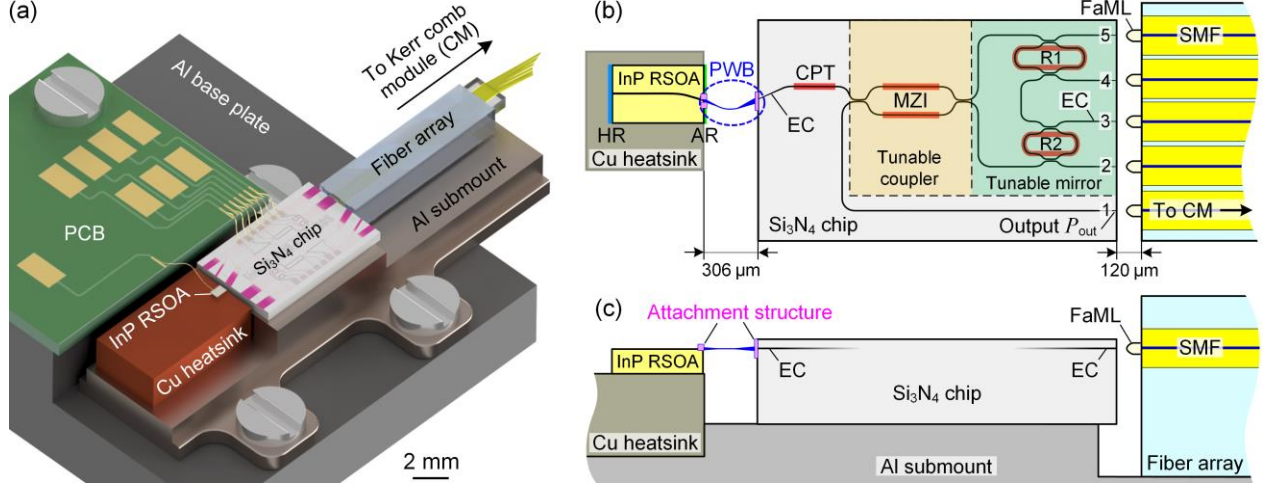 (a)
To Kerr comb
module (CM)
Al base plate
Fiber array
Al submount
PCB
Si₃N₄ chip
InP RSOA
Cu heatsink
2 mm
(b)
FaML
InP RSOA
PWB
CPT
MZI
R1
R2
5
4
3
2
1
SMF
EC
EC
HR
AR
Cu heatsink
Tunable
coupler
Tunable mirror
Si₃N₄ chip
Output Pout
To CM
306 µm
120 µm
(c)
Attachment structure
FaML
InP RSOA
EC
EC
SMF
Si₃N₄ chip
Cu heatsink
Al submount
Fiber array